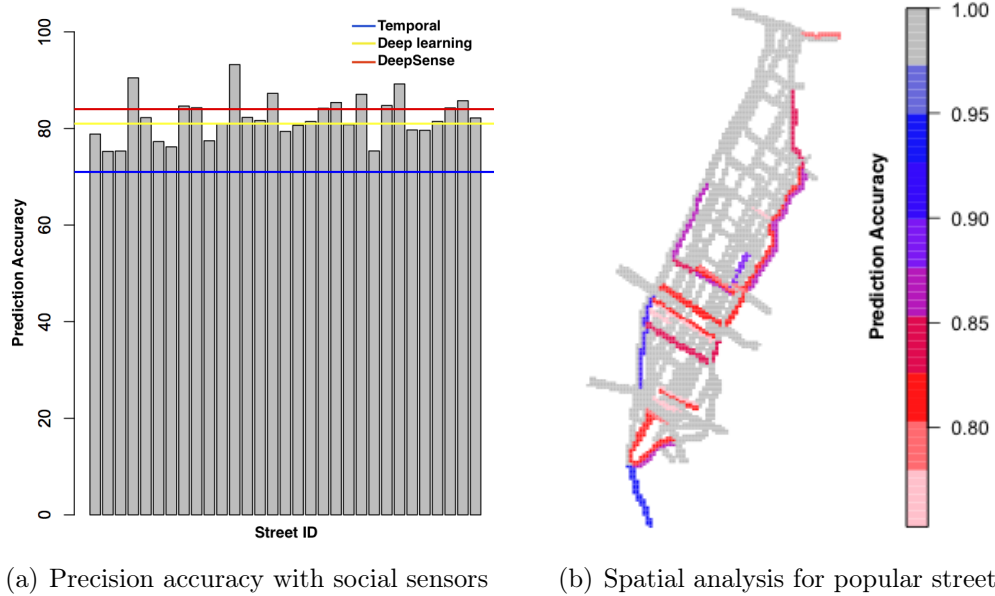 Temporal
Deep learning
DeepSense
100
80
60
40
20
0
Prediction Accuracy
Street ID
(a) Precision accuracy with social sensors
1.00
0.95
0.90
0.85
0.80
Prediction Accuracy
(b) Spatial analysis for popular street